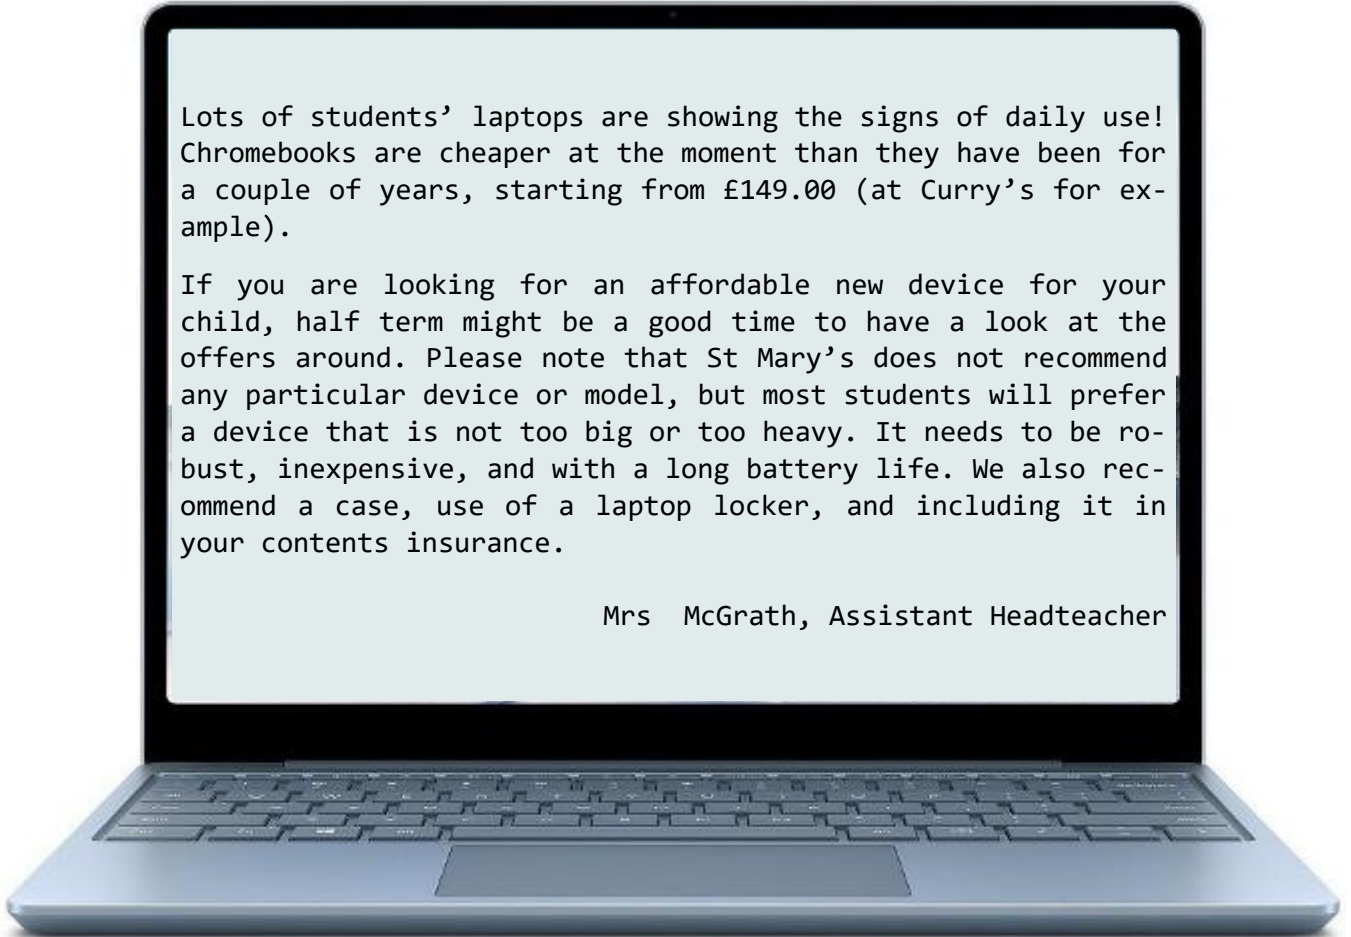 Lots of students’ laptops are showing the signs of daily use!
Chromebooks are cheaper at the moment than they have been for
a couple of years, starting from £149.00 (at Curry’s for ex-
ample).
If you are looking for an affordable new device for your
child, half term might be a good time to have a look at the
offers around. Please note that St Mary’s does not recommend
any particular device or model, but most students will prefer
a device that is not too big or too heavy. It needs to be ro-
bust, inexpensive, and with a long battery life. We also rec-
ommend a case, use of a laptop locker, and including it in
your contents insurance.
Mrs  McGrath, Assistant Headteacher